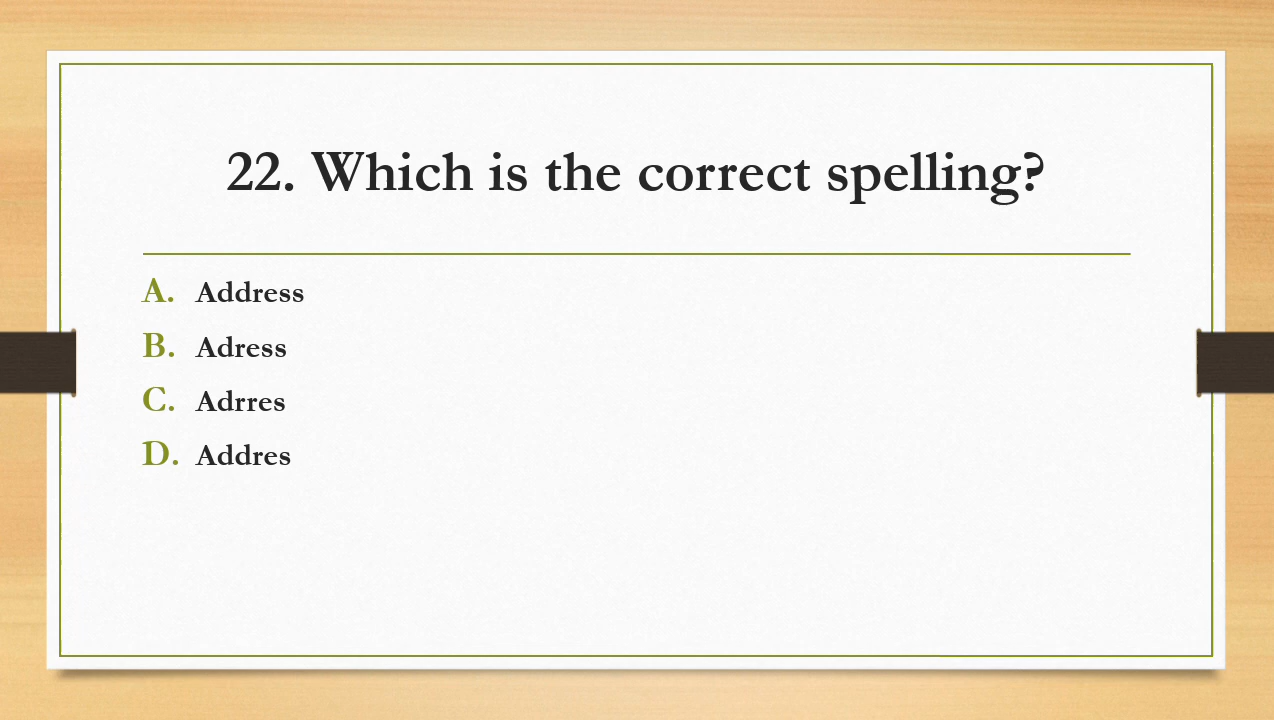 22. Which is the correct spelling?
A. Address
B. Adress
C. Adrres
D. Addres